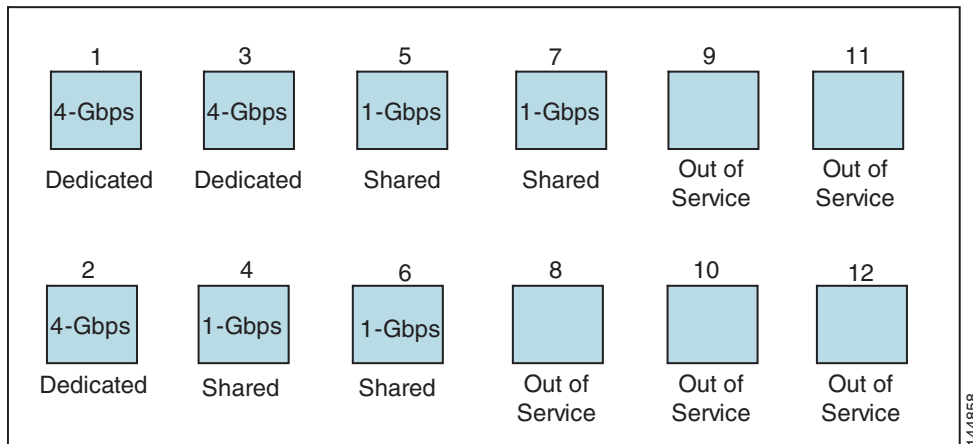 1 3 5 7 9 11
4-Gbps 4-Gbps 1-Gbps 1-Gbps
Dedicated Dedicated Shared Shared Out of Service Out of Service
2 4 6 8 10 12
4-Gbps 1-Gbps 1-Gbps
Dedicated Shared Shared Out of Service Out of Service Out of Service
144858